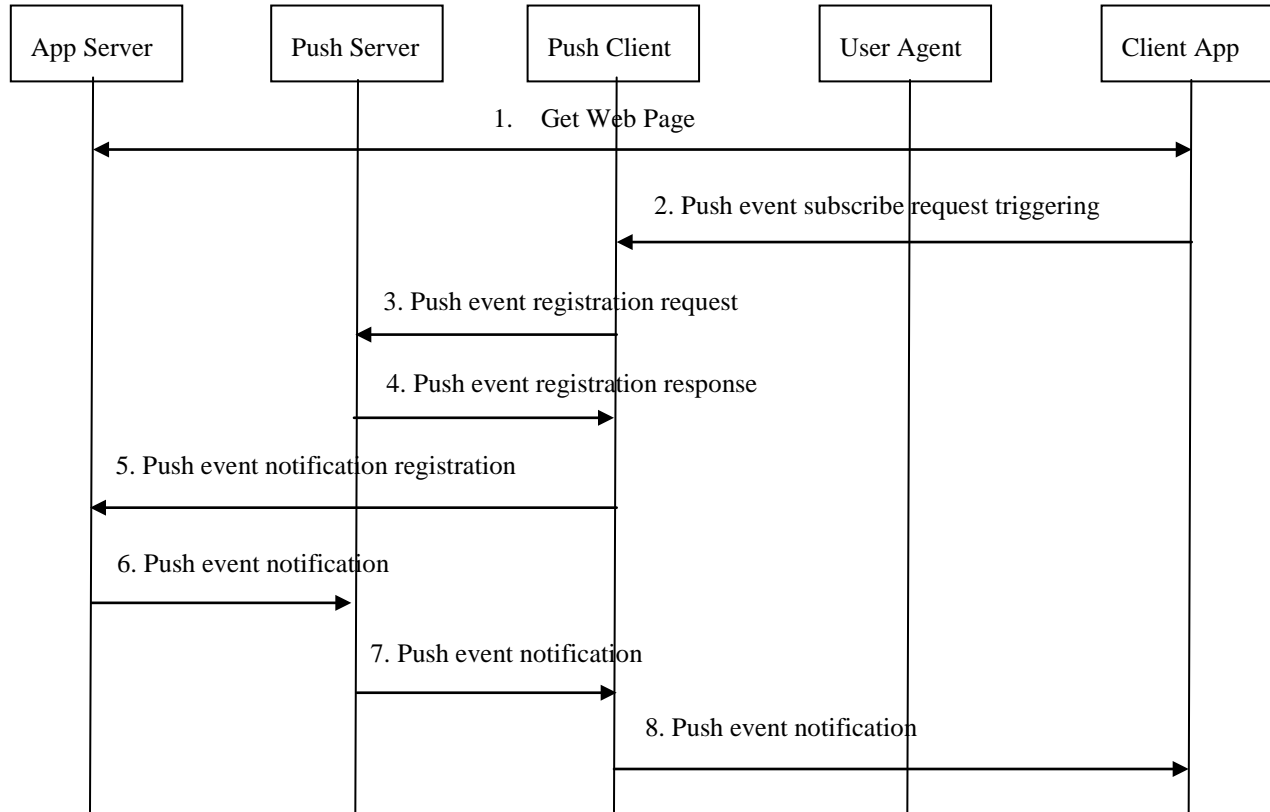 App Server
Push Server
Push Client
User Agent
Client App
1. Get Web Page
2. Push event subscribe request triggering
3. Push event registration request
4. Push event registration response
5. Push event notification registration
6. Push event notification
7. Push event notification
8. Push event notification